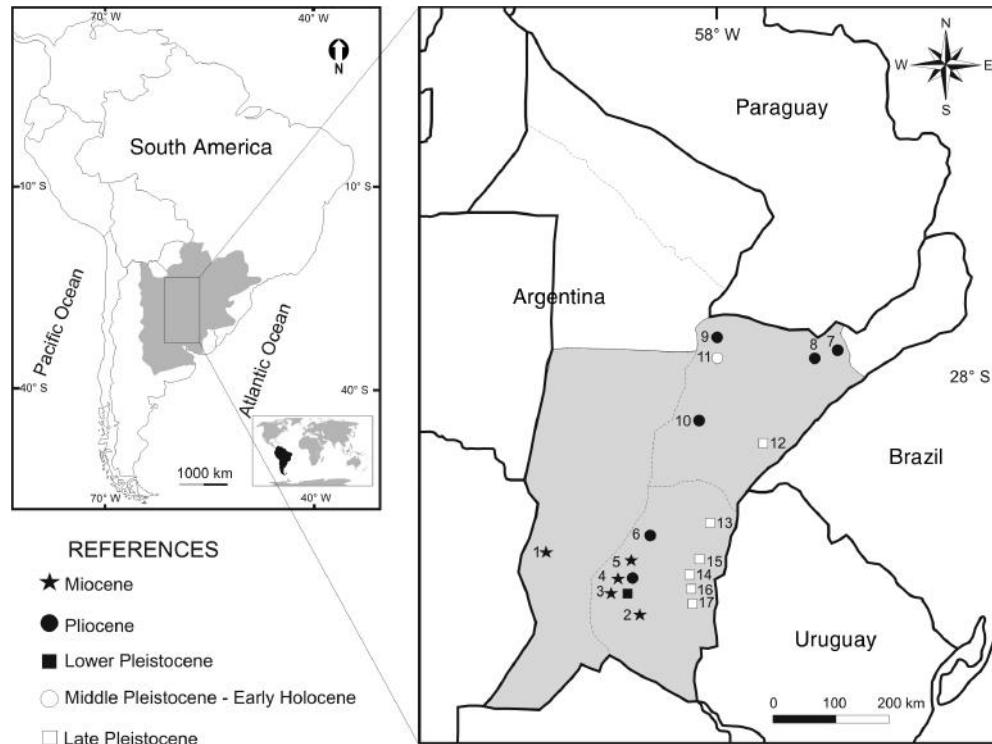 70° W
40° W
N
South America
10° S
10° S
Pacific Ocean
Atlantic Ocean
40° S
40° S
1000 km
70° W
40° W
REFERENCES
Miocene
Pliocene
Lower Pleistocene
Middle Pleistocene - Early Holocene
Late Pleistocene
58° W
N
W
E
S
Paraguay
Argentina
9
8
7
11
28° S
10
12
Brazil
13
6
1
5
15
4
14
3
16
2
17
Uruguay
0 100 200 km